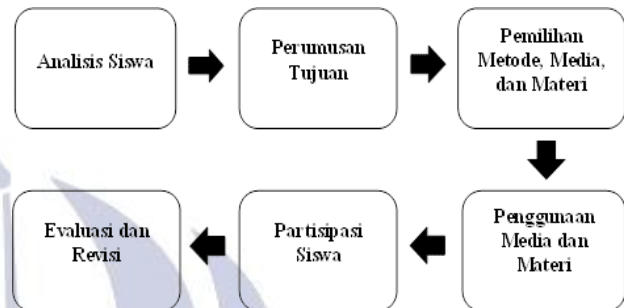 Analisis Siswa
Perumusan
Tujuan
Pemilihan
Metode, Media,
dan Materi
Penggunaan
Media dan
Materi
Partisipasi
Siswa
Evaluasi dan
Revisi